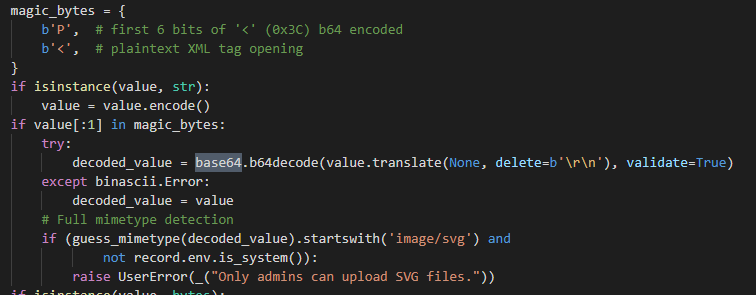 magic_bytes = {
    b'P',  # first 6 bits of '<' (0x3C) b64 encoded
    b'<',  # plaintext XML tag opening
}
if isinstance(value, str):
    value = value.encode()
if value[:1] in magic_bytes:
    try:
        decoded_value = base64.b64decode(value.translate(None, delete=b'\r\n'), validate=True)
    except binascii.Error:
        decoded_value = value
    # Full mimetype detection
    if (guess_mimetype(decoded_value).startswith('image/svg') and
            not record.env.is_system()):
        raise UserError(_("Only admins can upload SVG files."))
if isinstance(value, bytes):